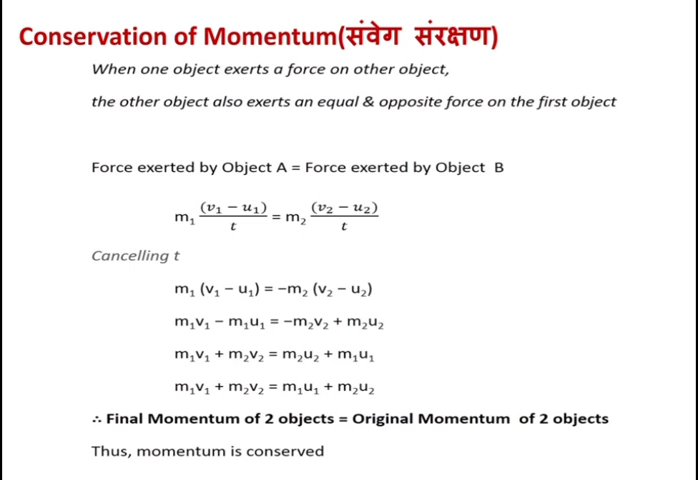 Conservation of Momentum(संवेग संरक्षण)
When one object exerts a force on other object,
the other object also exerts an equal & opposite force on the first object
Force exerted by Object A = Force exerted by Object B
m₁ (v₁ − u₁)/t = m₂ (v₂ − u₂)/t
Cancelling t
m₁ (v₁ − u₁) = −m₂ (v₂ − u₂)
m₁v₁ − m₁u₁ = −m₂v₂ + m₂u₂
m₁v₁ + m₂v₂ = m₂u₂ + m₁u₁
m₁v₁ + m₂v₂ = m₁u₁ + m₂u₂
∴ Final Momentum of 2 objects = Original Momentum of 2 objects
Thus, momentum is conserved